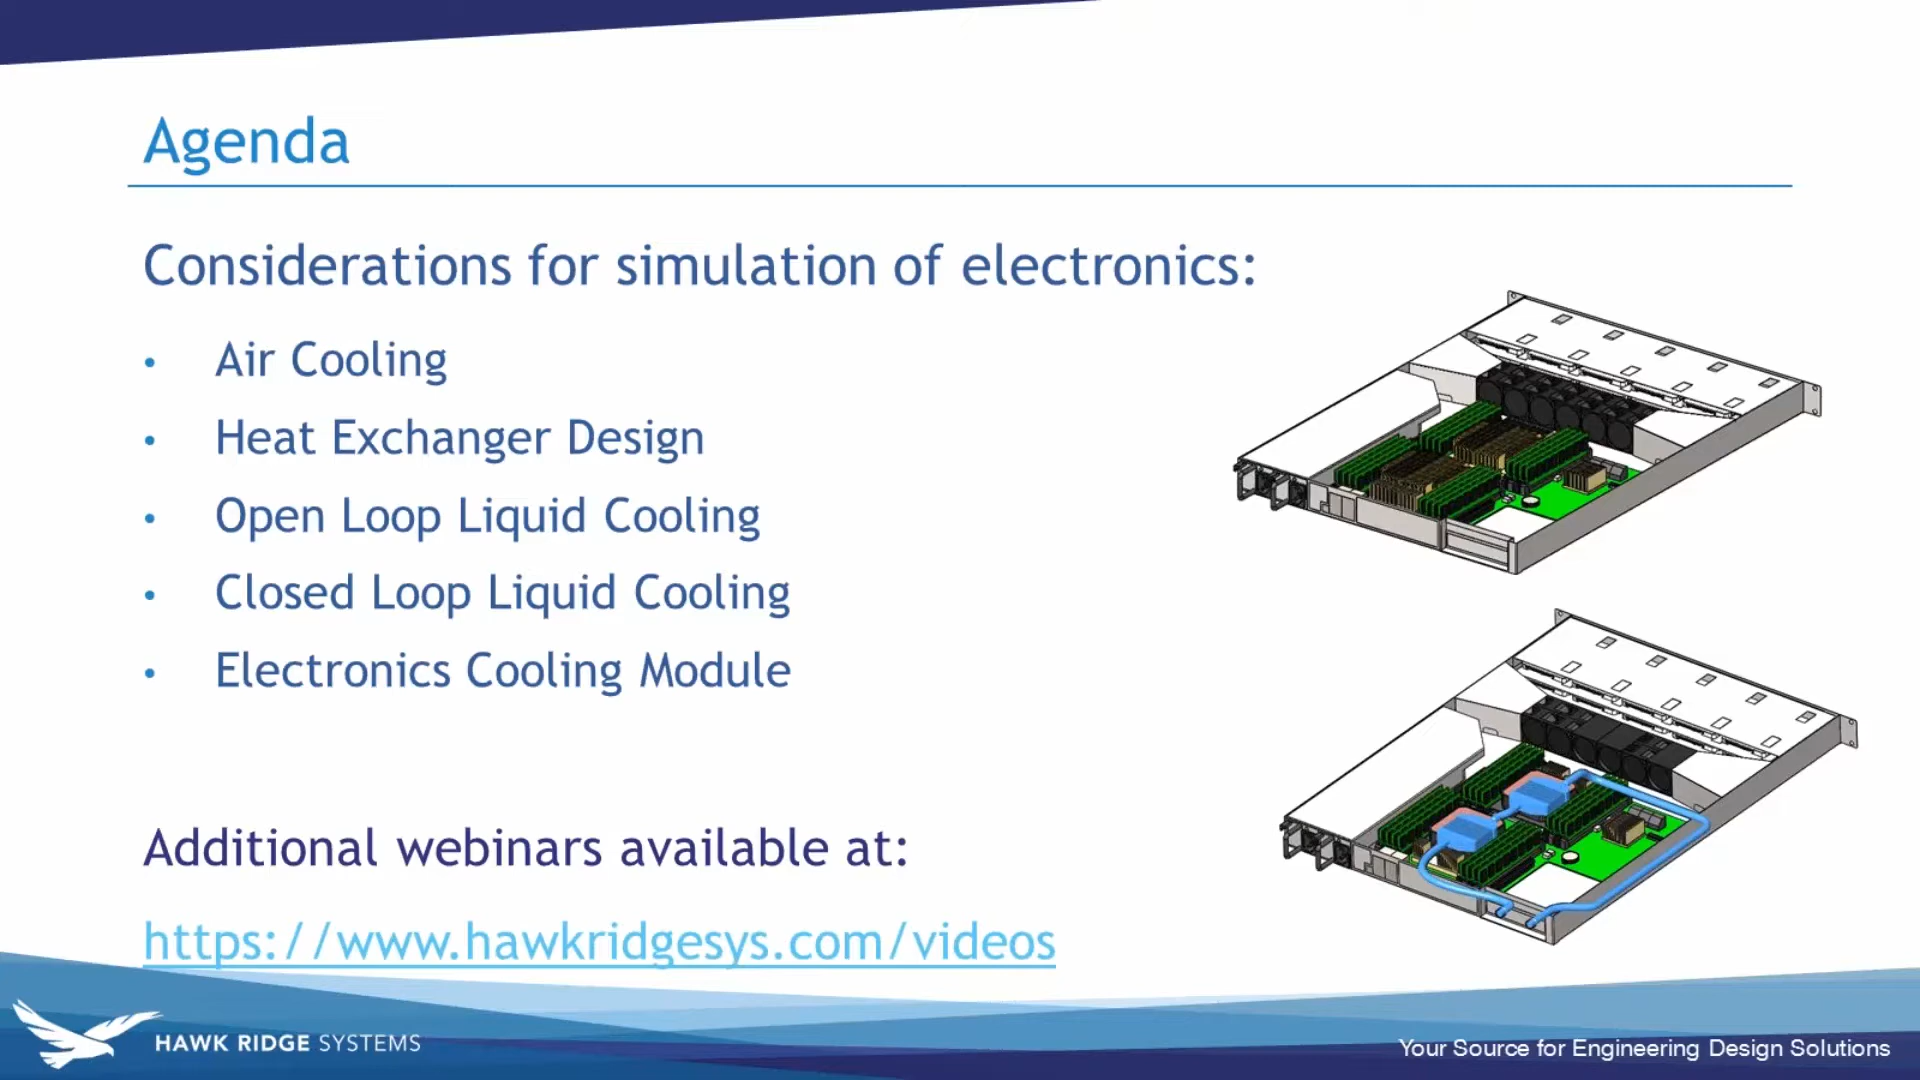 Agenda
Considerations for simulation of electronics:
• Air Cooling
• Heat Exchanger Design
• Open Loop Liquid Cooling
• Closed Loop Liquid Cooling
• Electronics Cooling Module
Additional webinars available at:
https://www.hawkridgesys.com/videos
HAWK RIDGE SYSTEMS
Your Source for Engineering Design Solutions